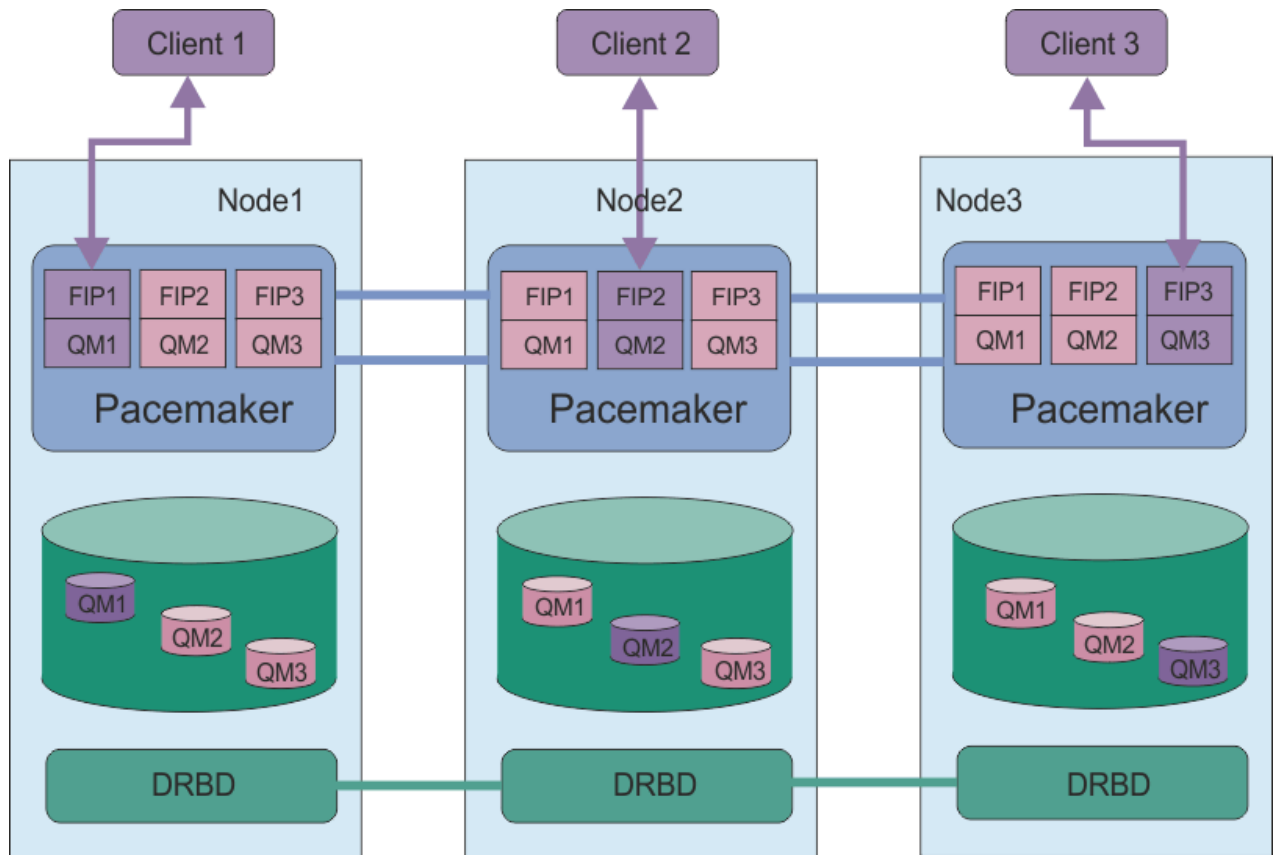 Client 1
Client 2
Client 3
Node1
Node2
Node3
FIP1 FIP2 FIP3
QM1 QM2 QM3
Pacemaker
FIP1 FIP2 FIP3
QM1 QM2 QM3
Pacemaker
FIP1 FIP2 FIP3
QM1 QM2 QM3
Pacemaker
QM1
QM2
QM3
QM1
QM2
QM3
QM1
QM2
QM3
DRBD
DRBD
DRBD